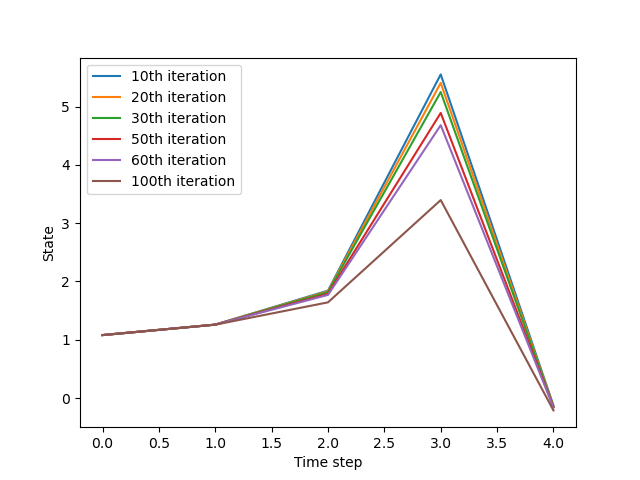 10th iteration
20th iteration
30th iteration
50th iteration
60th iteration
100th iteration
5
4
3
2
1
0
State
0.0 0.5 1.0 1.5 2.0 2.5 3.0 3.5 4.0
Time step